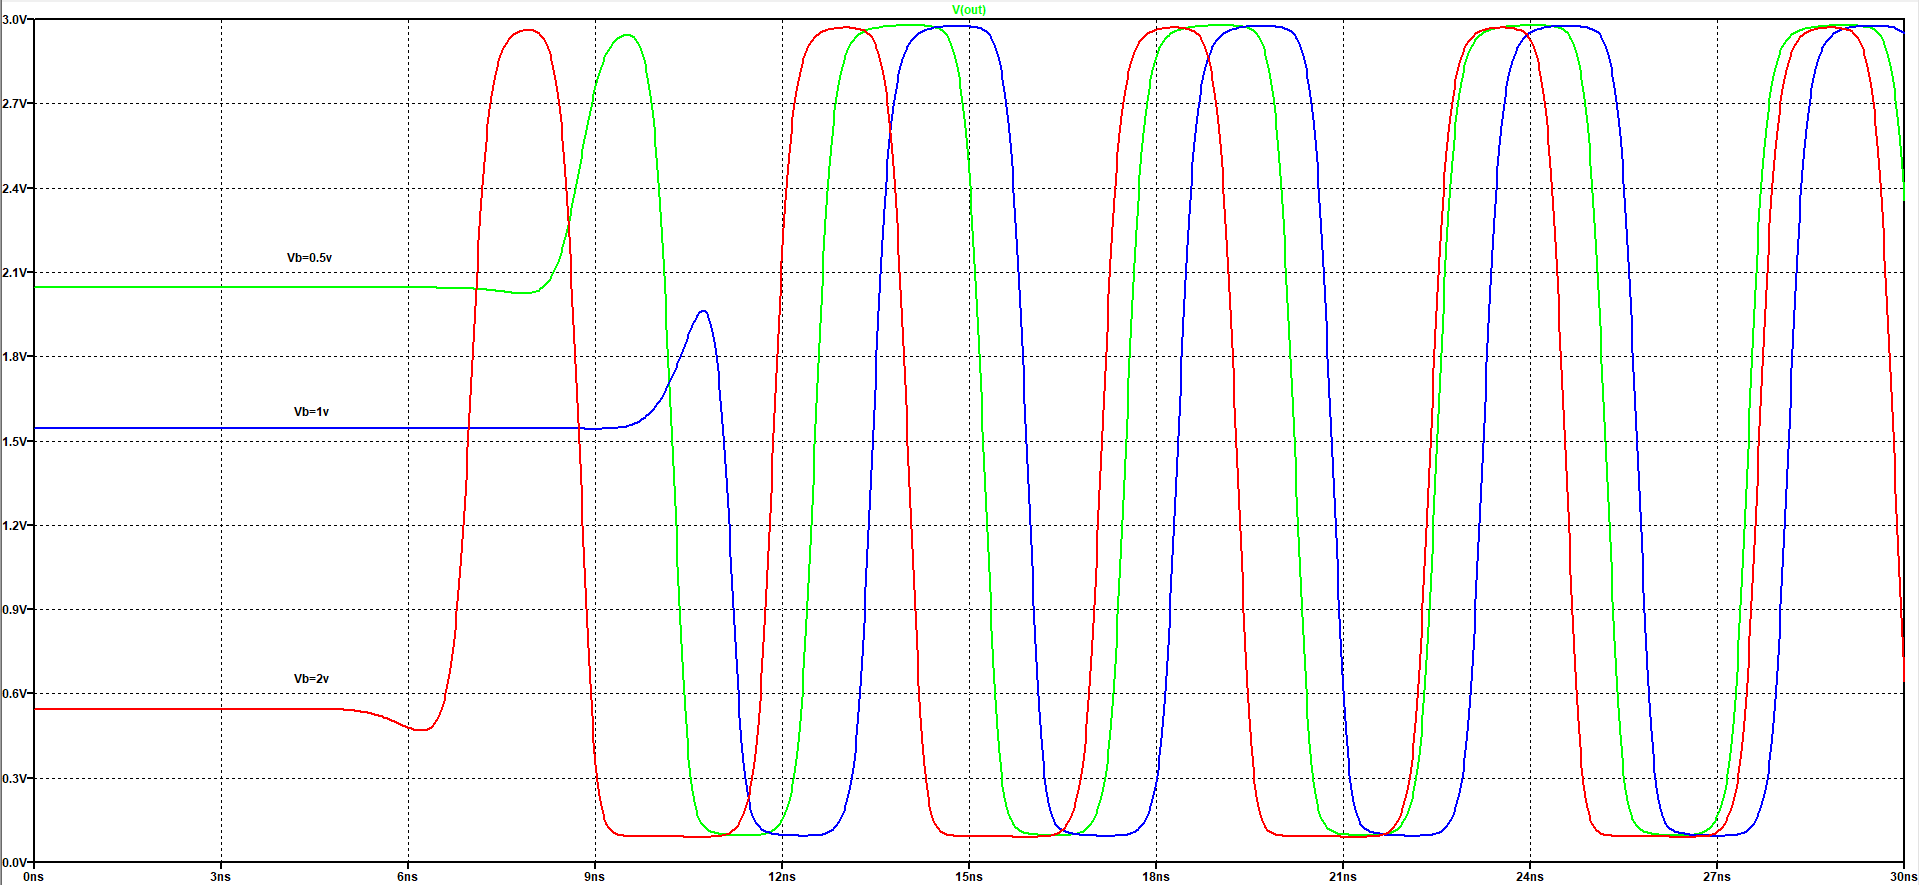 V(out)
3.0V
2.7V
2.4V
2.1V
1.8V
1.5V
1.2V
0.9V
0.6V
0.3V
0.0V
Vb=0.5v
Vb=1v
Vb=2v
0ns 3ns 6ns 9ns 12ns 15ns 18ns 21ns 24ns 27ns 30ns